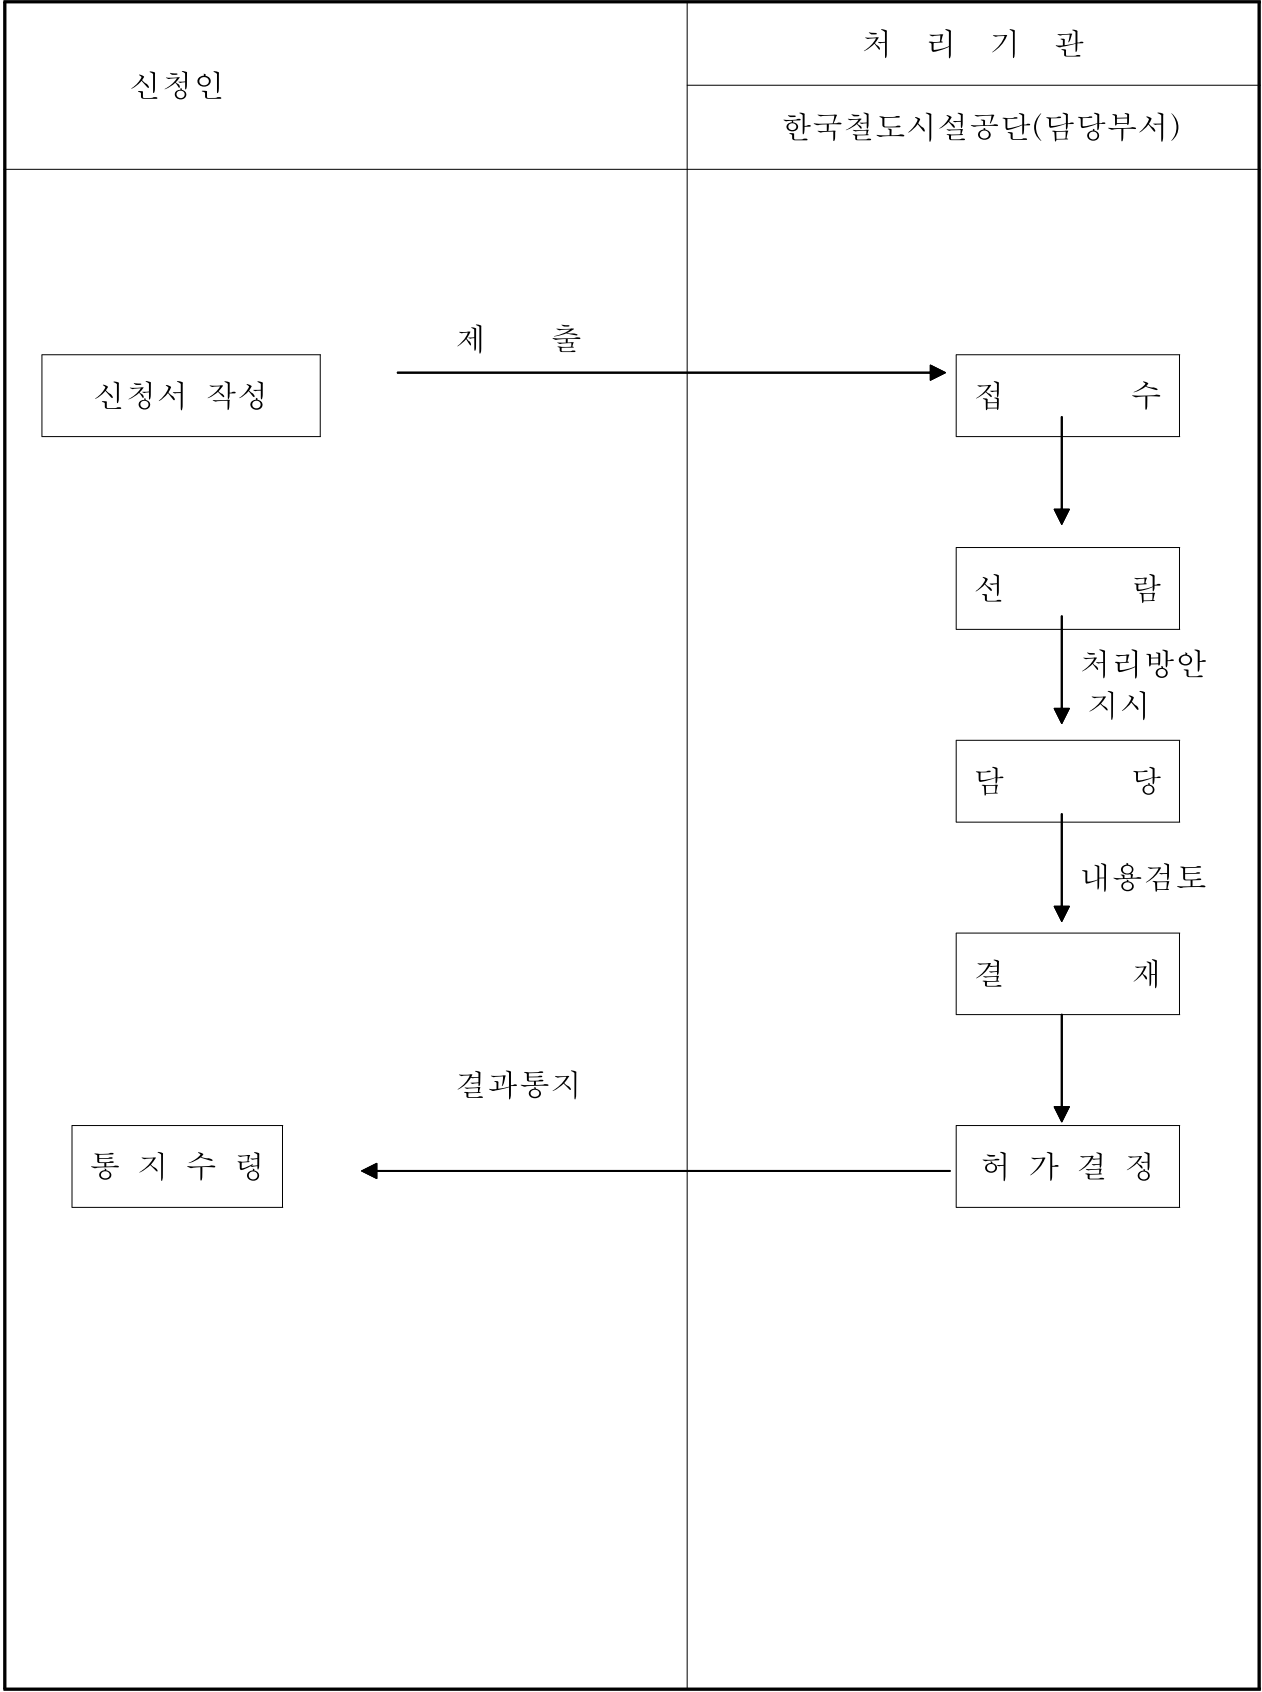 신청인
처 리 기 관
한국철도시설공단(담당부서)
제 출
신청서 작성
접 수
선 람
처리방안
지시
담 당
내용검토
결 재
결과통지
통 지 수 령
허 가 결 정